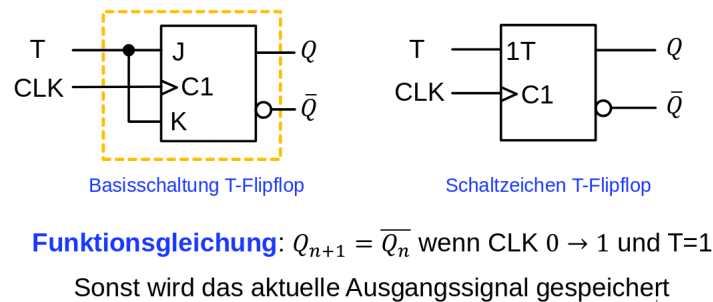 T J Q
CLK C1 Q̅
K
Basisschaltung T-Flipflop
T 1T Q
CLK C1 Q̅
Schaltzeichen T-Flipflop
Funktionsgleichung: Qₙ₊₁ = Q̅ₙ̅ wenn CLK 0 → 1 und T=1
Sonst wird das aktuelle Ausgangssignal gespeichert